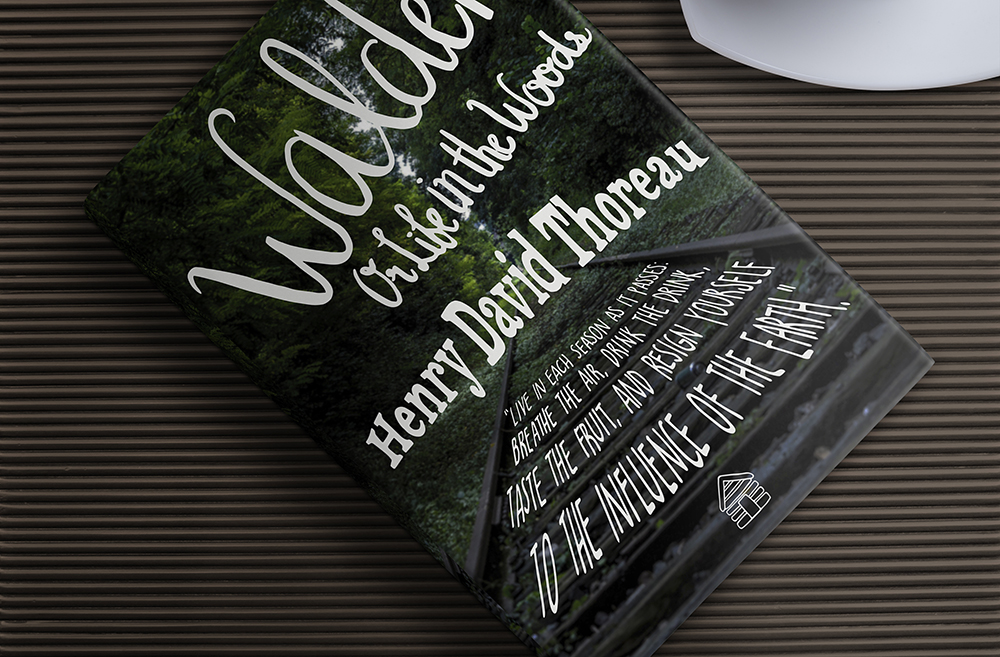 Walden
Or Life in the Woods
Henry David Thoreau
"LIVE IN EACH SEASON AS IT PASSES:
BREATHE THE AIR, DRINK THE DRINK,
TASTE THE FRUIT, AND RESIGN YOURSELF
TO THE INFLUENCE OF THE EARTH".